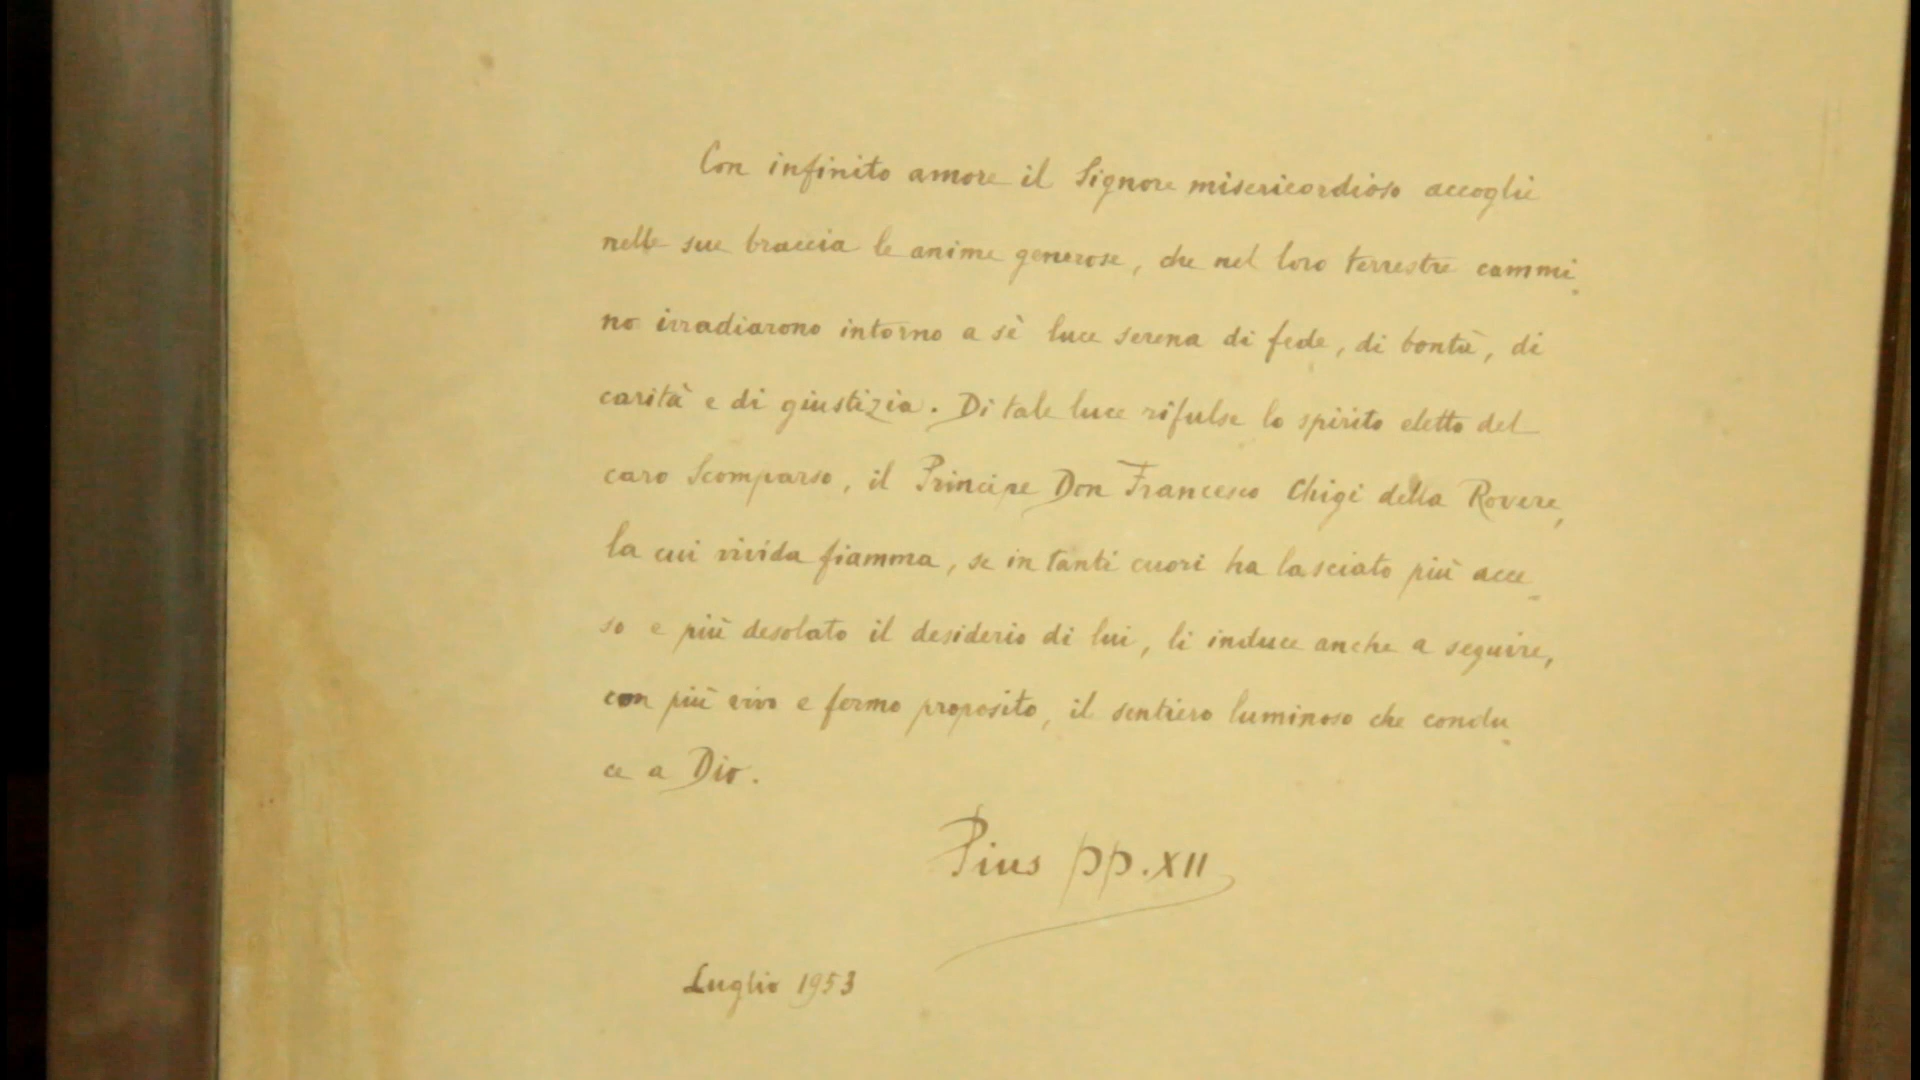 Con infinito amore il Signore misericordioso accoglie
nelle sue braccia le anime generose, che nel loro terrestre cammi-
no irradiarono intorno a sè luce serena di fede, di bontà, di
carità e di giustizia. Di tale luce rifulse lo spirito eletto del
caro Scomparso, il Principe Don Francesco Chigi della Rovere,
la cui vivida fiamma, se in tanti cuori ha lasciato più acce-
so e più desolato il desiderio di lui, li induce anche a seguire,
con più vivo e fermo proposito, il sentiero luminoso che condu-
ce a Dio.
Pius pp. XII
Luglio 1953